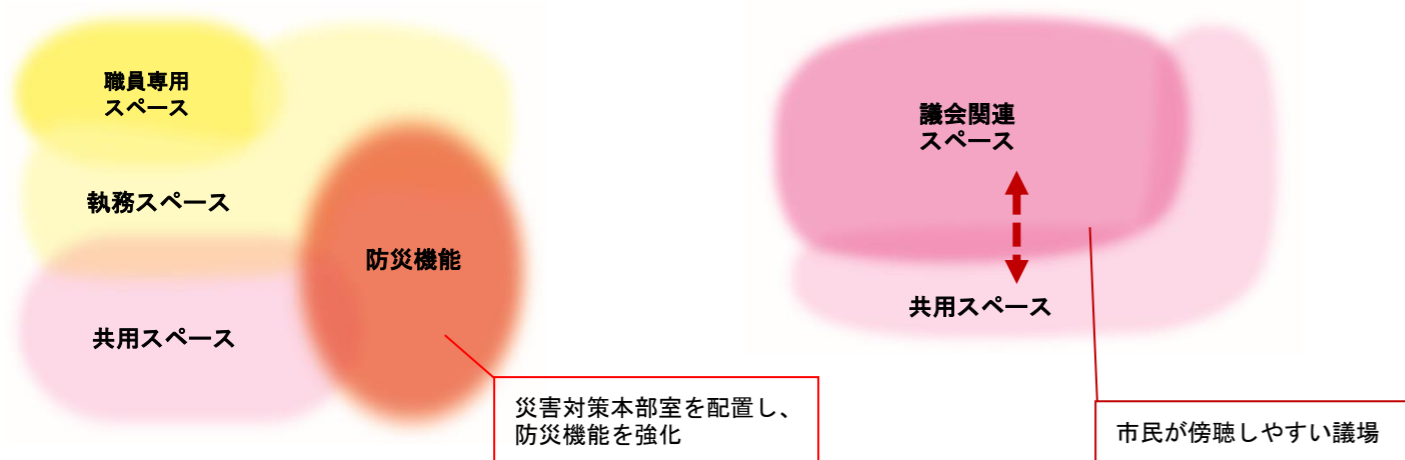 職員専用
スペース
執務スペース
防災機能
共用スペース
災害対策本部室を配置し、
防災機能を強化
議会関連
スペース
共用スペース
市民が傍聴しやすい議場